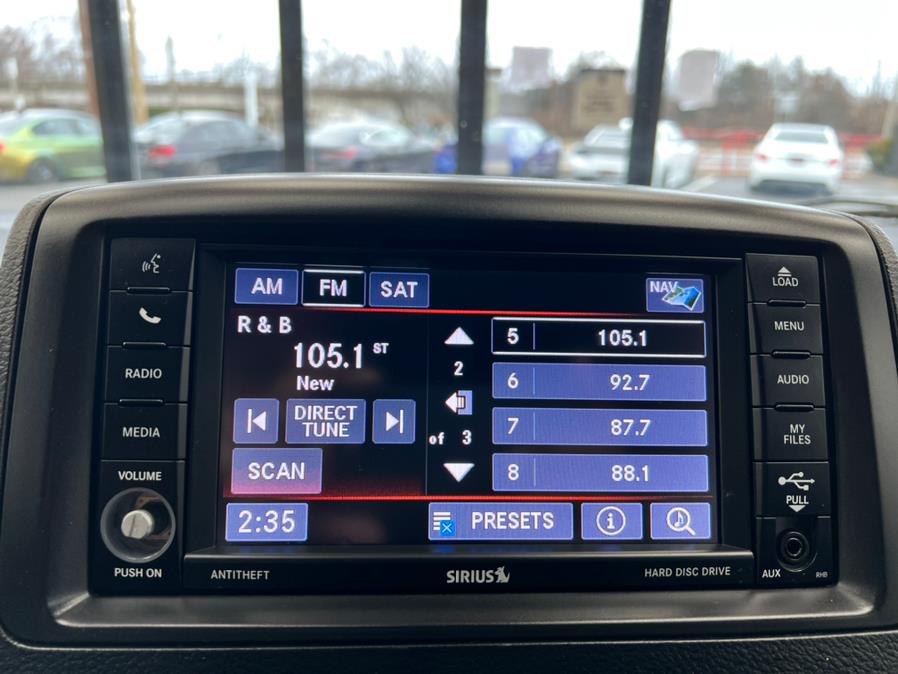 AM FM SAT NAV
R & B
105.1 ST
New
DIRECT
TUNE
SCAN
2:35
2
of 3
5 105.1
6 92.7
7 87.7
8 88.1
PRESETS
i
RADIO
MEDIA
VOLUME
PUSH ON
LOAD
MENU
AUDIO
MY
FILES
PULL
AUX
RHB
ANTITHEFT
SIRIUS
HARD DISC DRIVE